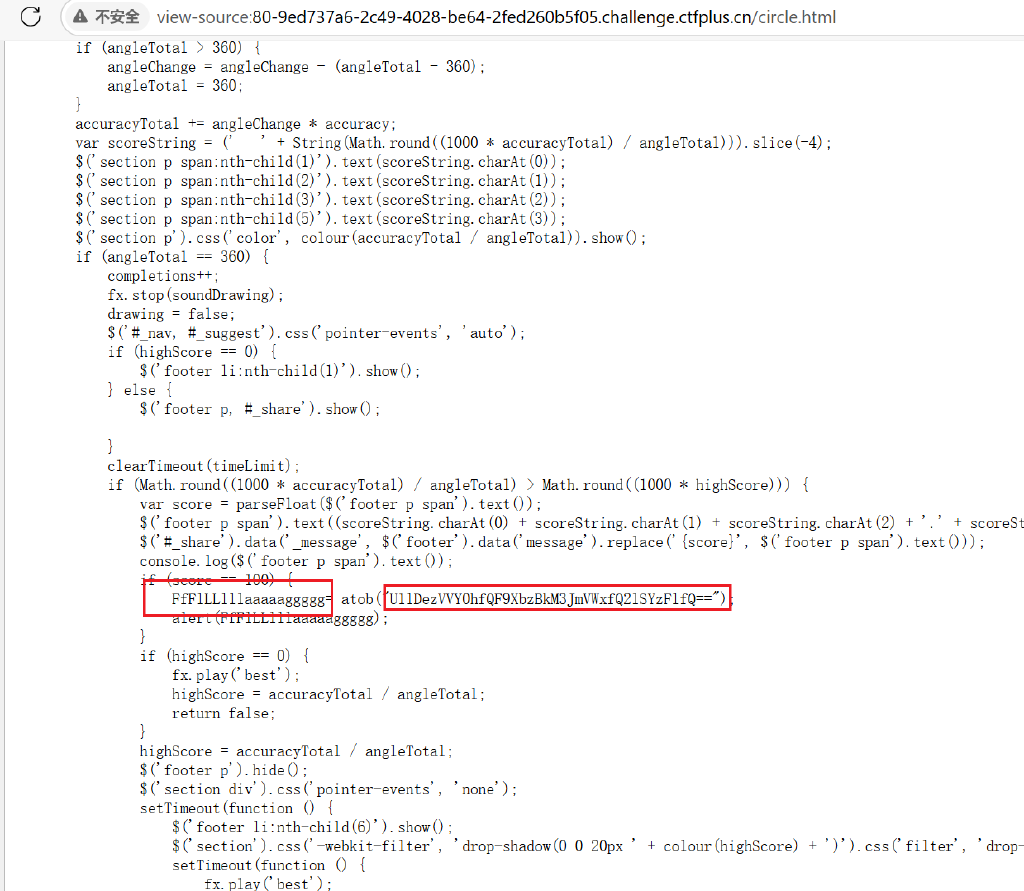 不安全 view-source:80-9ed737a6-2c49-4028-be64-2fed260b5f05.challenge.ctfplus.cn/circle.html
if (angleTotal > 360) {
angleChange = angleChange - (angleTotal - 360);
angleTotal = 360;
}
accuracyTotal += angleChange * accuracy;
var scoreString = ('   ' + String(Math.round((1000 * accuracyTotal) / angleTotal))).slice(-4);
$('section p span:nth-child(1)').text(scoreString.charAt(0));
$('section p span:nth-child(2)').text(scoreString.charAt(1));
$('section p span:nth-child(3)').text(scoreString.charAt(2));
$('section p span:nth-child(5)').text(scoreString.charAt(3));
$('section p').css('color', colour(accuracyTotal / angleTotal)).show();
if (angleTotal == 360) {
completions++;
fx.stop(soundDrawing);
drawing = false;
$('#_nav, #_suggest').css('pointer-events', 'auto');
if (highScore == 0) {
$('footer li:nth-child(1)').show();
} else {
$('footer p, #_share').show();
}
clearTimeout(timeLimit);
if (Math.round((1000 * accuracyTotal) / angleTotal) > Math.round((1000 * highScore))) {
var score = parseFloat($('footer p span').text());
$('footer p span').text((scoreString.charAt(0) + scoreString.charAt(1) + scoreString.charAt(2) + '.' + scoreSt
$('#_share').data('_message', $('footer').data('message').replace('{score}', $('footer p span').text()));
console.log($('footer p span').text());
if (score == 100) {
PfF1LL1llaaaaaggggg= atob("U1lDezVVY0hfQF9XbzBkM3JmVWxfQ2lSYzFlfQ==");
alert(PfF1LL1llaaaaaggggg);
}
if (highScore == 0) {
fx.play('best');
highScore = accuracyTotal / angleTotal;
return false;
}
highScore = accuracyTotal / angleTotal;
$('footer p').hide();
$('section div').css('pointer-events', 'none');
setTimeout(function () {
$('footer li:nth-child(6)').show();
$('section').css('-webkit-filter', 'drop-shadow(0 0 20px ' + colour(highScore) + ')').css('filter', 'drop-
setTimeout(function () {
fx.play('best');